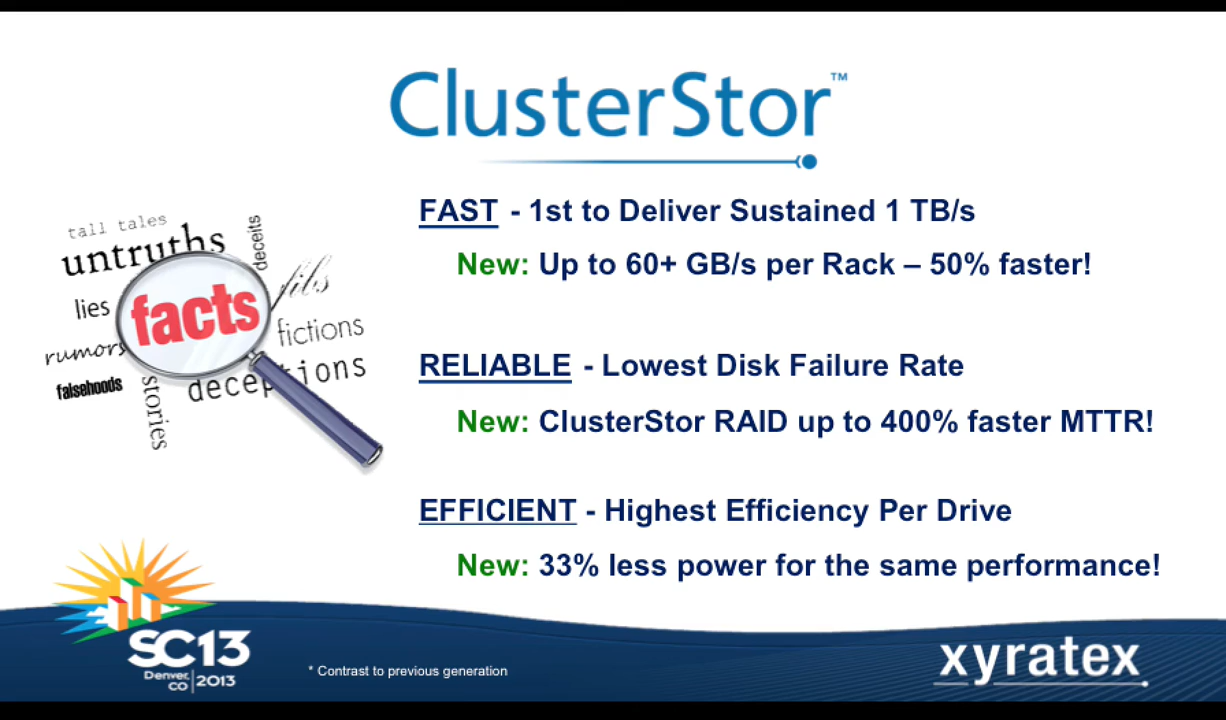 ClusterStor™
FAST - 1st to Deliver Sustained 1 TB/s
New: Up to 60+ GB/s per Rack – 50% faster!
RELIABLE - Lowest Disk Failure Rate
New: ClusterStor RAID up to 400% faster MTTR!
EFFICIENT - Highest Efficiency Per Drive
New: 33% less power for the same performance!
tall tales
untruths
deceits
lies
facts
fibs
fictions
rumors
falsehoods
stories
deceptions
SC13
Denver, CO | 2013
* Contrast to previous generation
xyratex